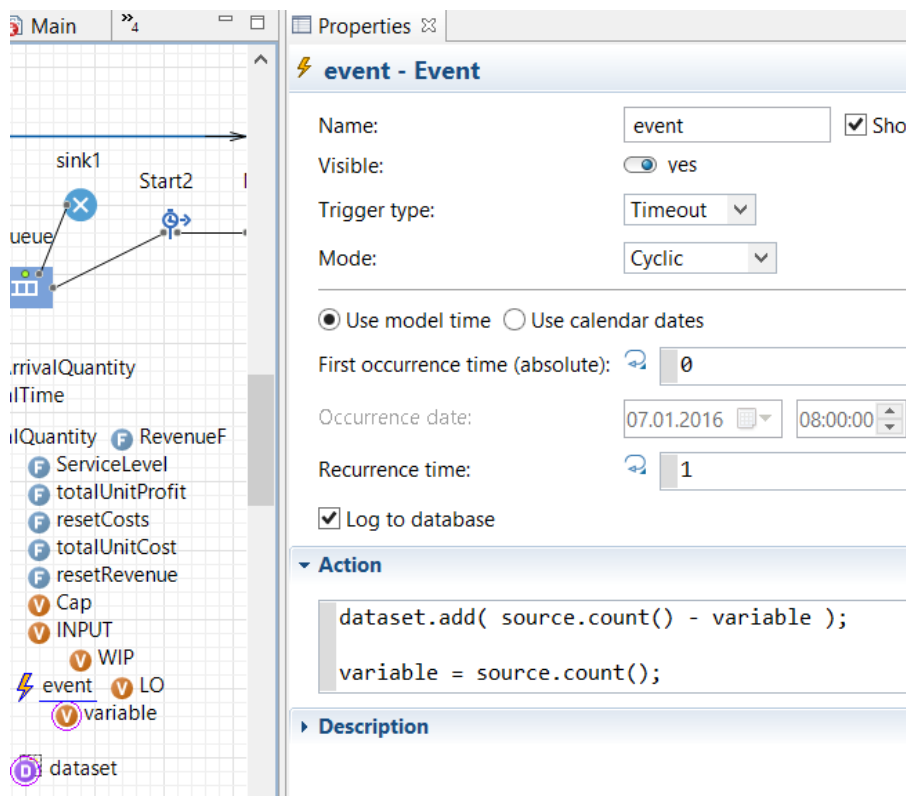 Main
»4
Properties
event - Event
Name:
event
Sho
Visible:
yes
Trigger type:
Timeout
Mode:
Cyclic
Use model time
Use calendar dates
First occurrence time (absolute):
0
Occurrence date:
07.01.2016
08:00:00
Recurrence time:
1
Log to database
Action
dataset.add( source.count() - variable );
variable = source.count();
Description
sink1
Start2
ueue
rrivalQuantity
lTime
lQuantity
F RevenueF
F ServiceLevel
F totalUnitProfit
F resetCosts
F totalUnitCost
F resetRevenue
V Cap
V INPUT
V WIP
event
V LO
V variable
D dataset